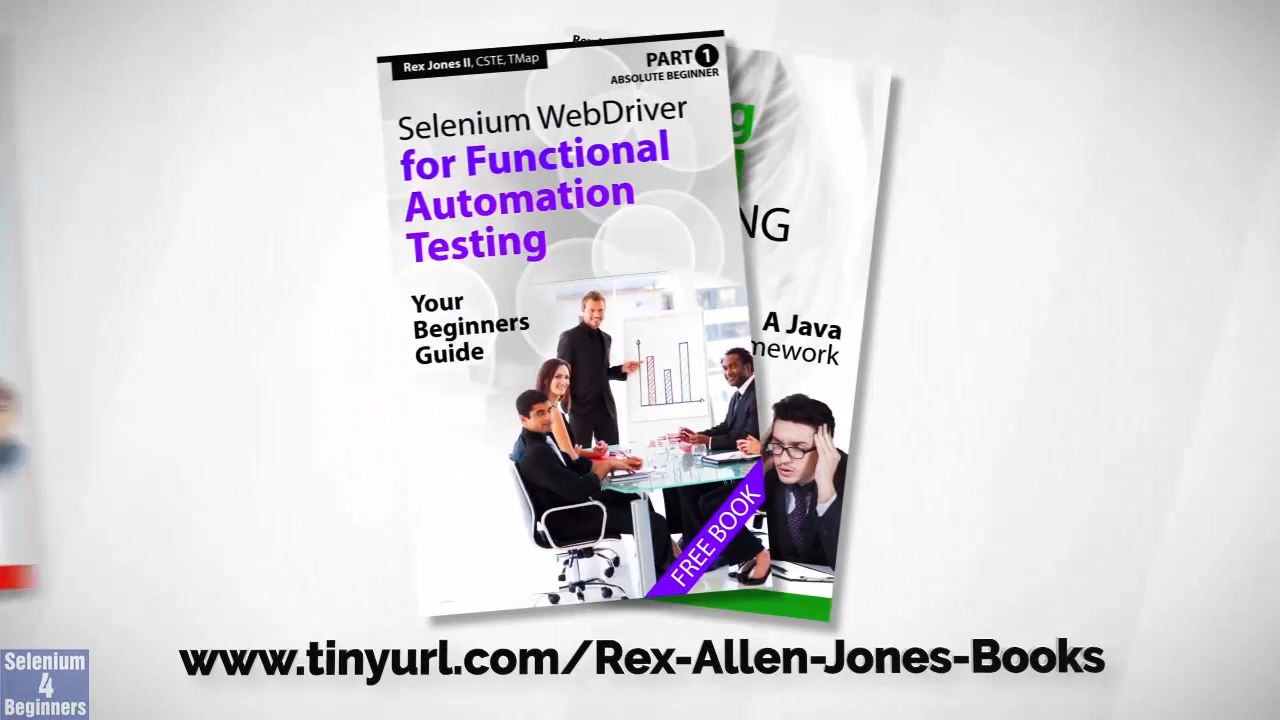 Rex Jones II, CSTE, TMap
PART 1
ABSOLUTE BEGINNER
Selenium WebDriver
for Functional
Automation
Testing
Your
Beginners
Guide
FREE BOOK
g
NG
A Java
mework
www.tinyurl.com/Rex-Allen-Jones-Books
Selenium
4
Beginners